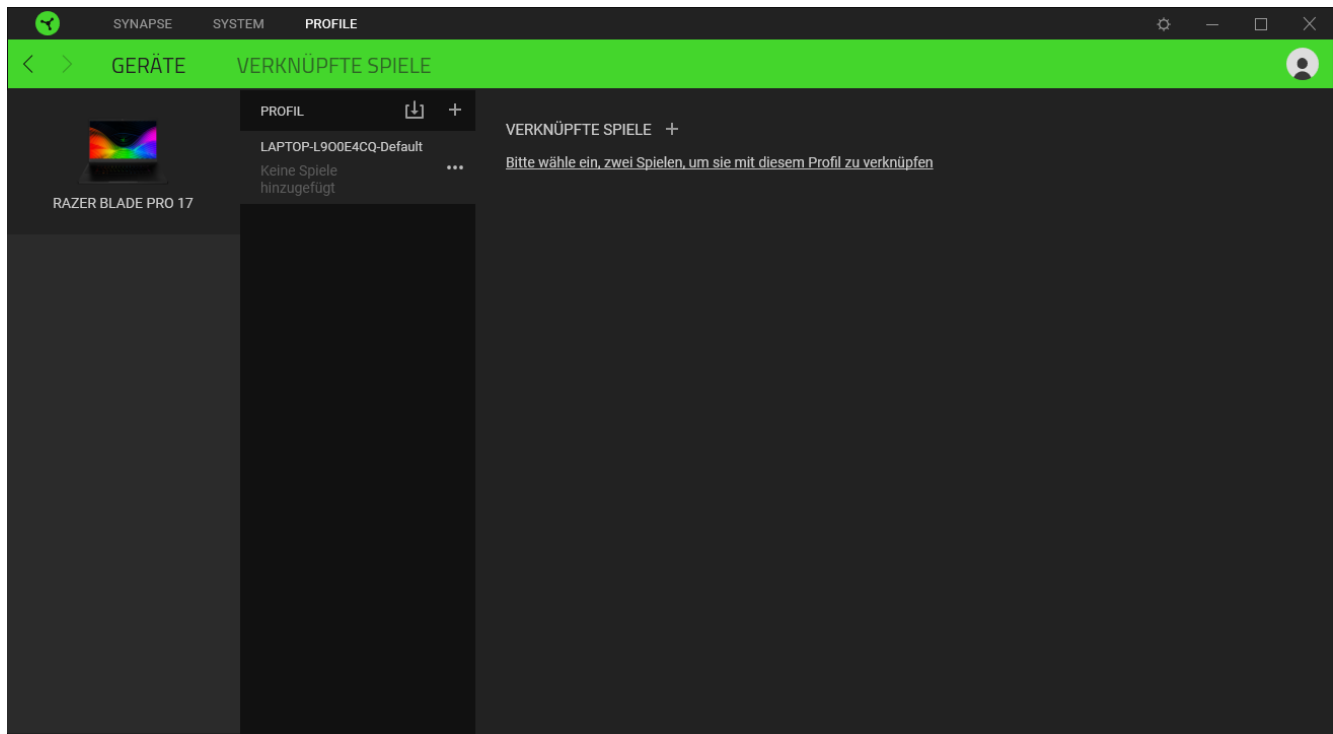 SYNAPSE SYSTEM PROFILE
GERÄTE VERKNÜPFTE SPIELE
PROFIL
LAPTOP-L9O0E4CQ-Default
Keine Spiele
hinzugefügt
RAZER BLADE PRO 17
VERKNÜPFTE SPIELE
Bitte wähle ein, zwei Spielen, um sie mit diesem Profil zu verknüpfen